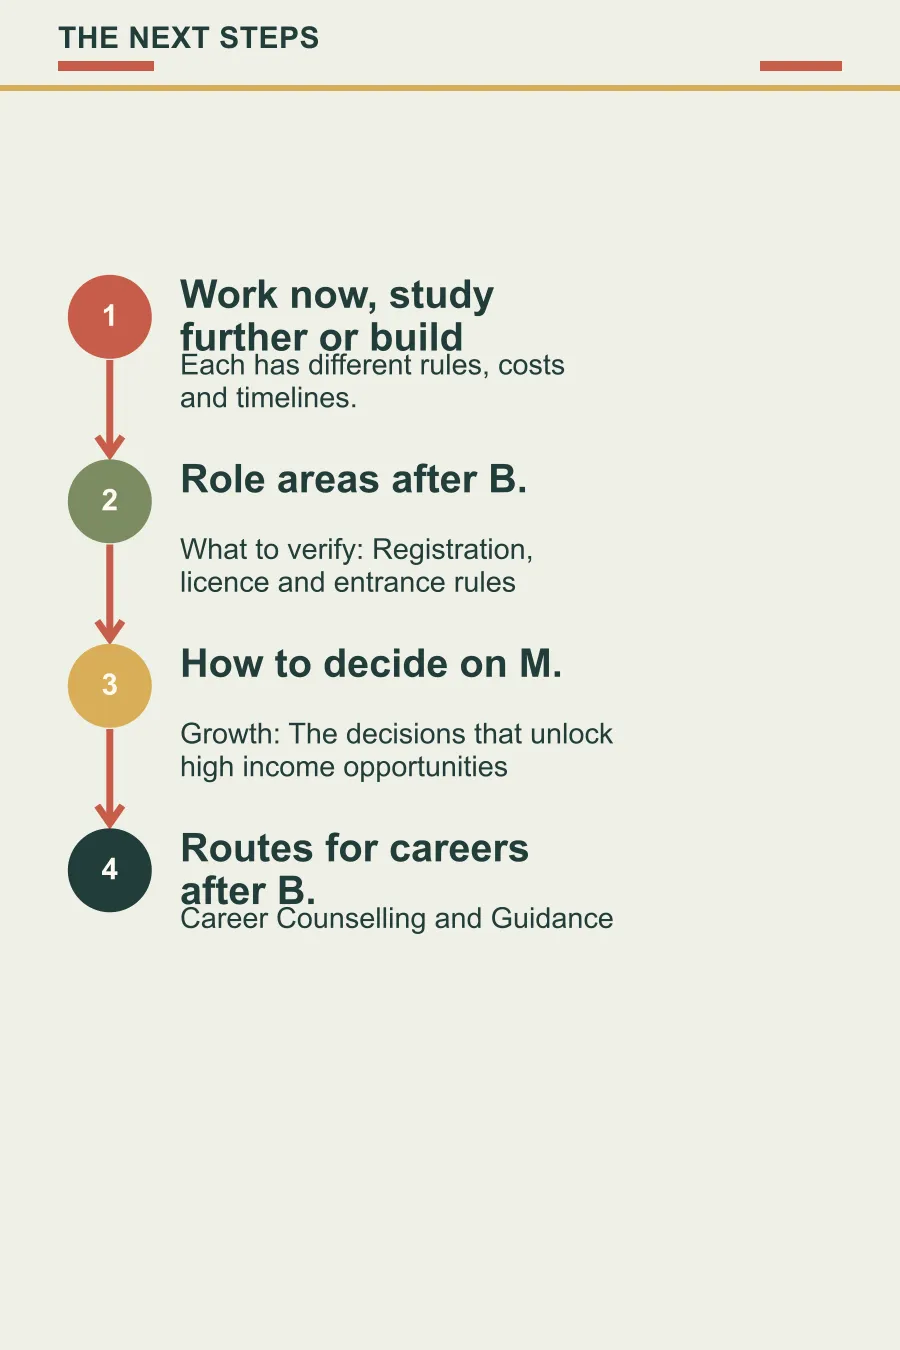 THE NEXT STEPS
1
Work now, study
further or build
Each has different rules, costs
and timelines.
2
Role areas after B.
What to verify: Registration,
licence and entrance rules
3
How to decide on M.
Growth: The decisions that unlock
high income opportunities
4
Routes for careers
after B.
Career Counselling and Guidance